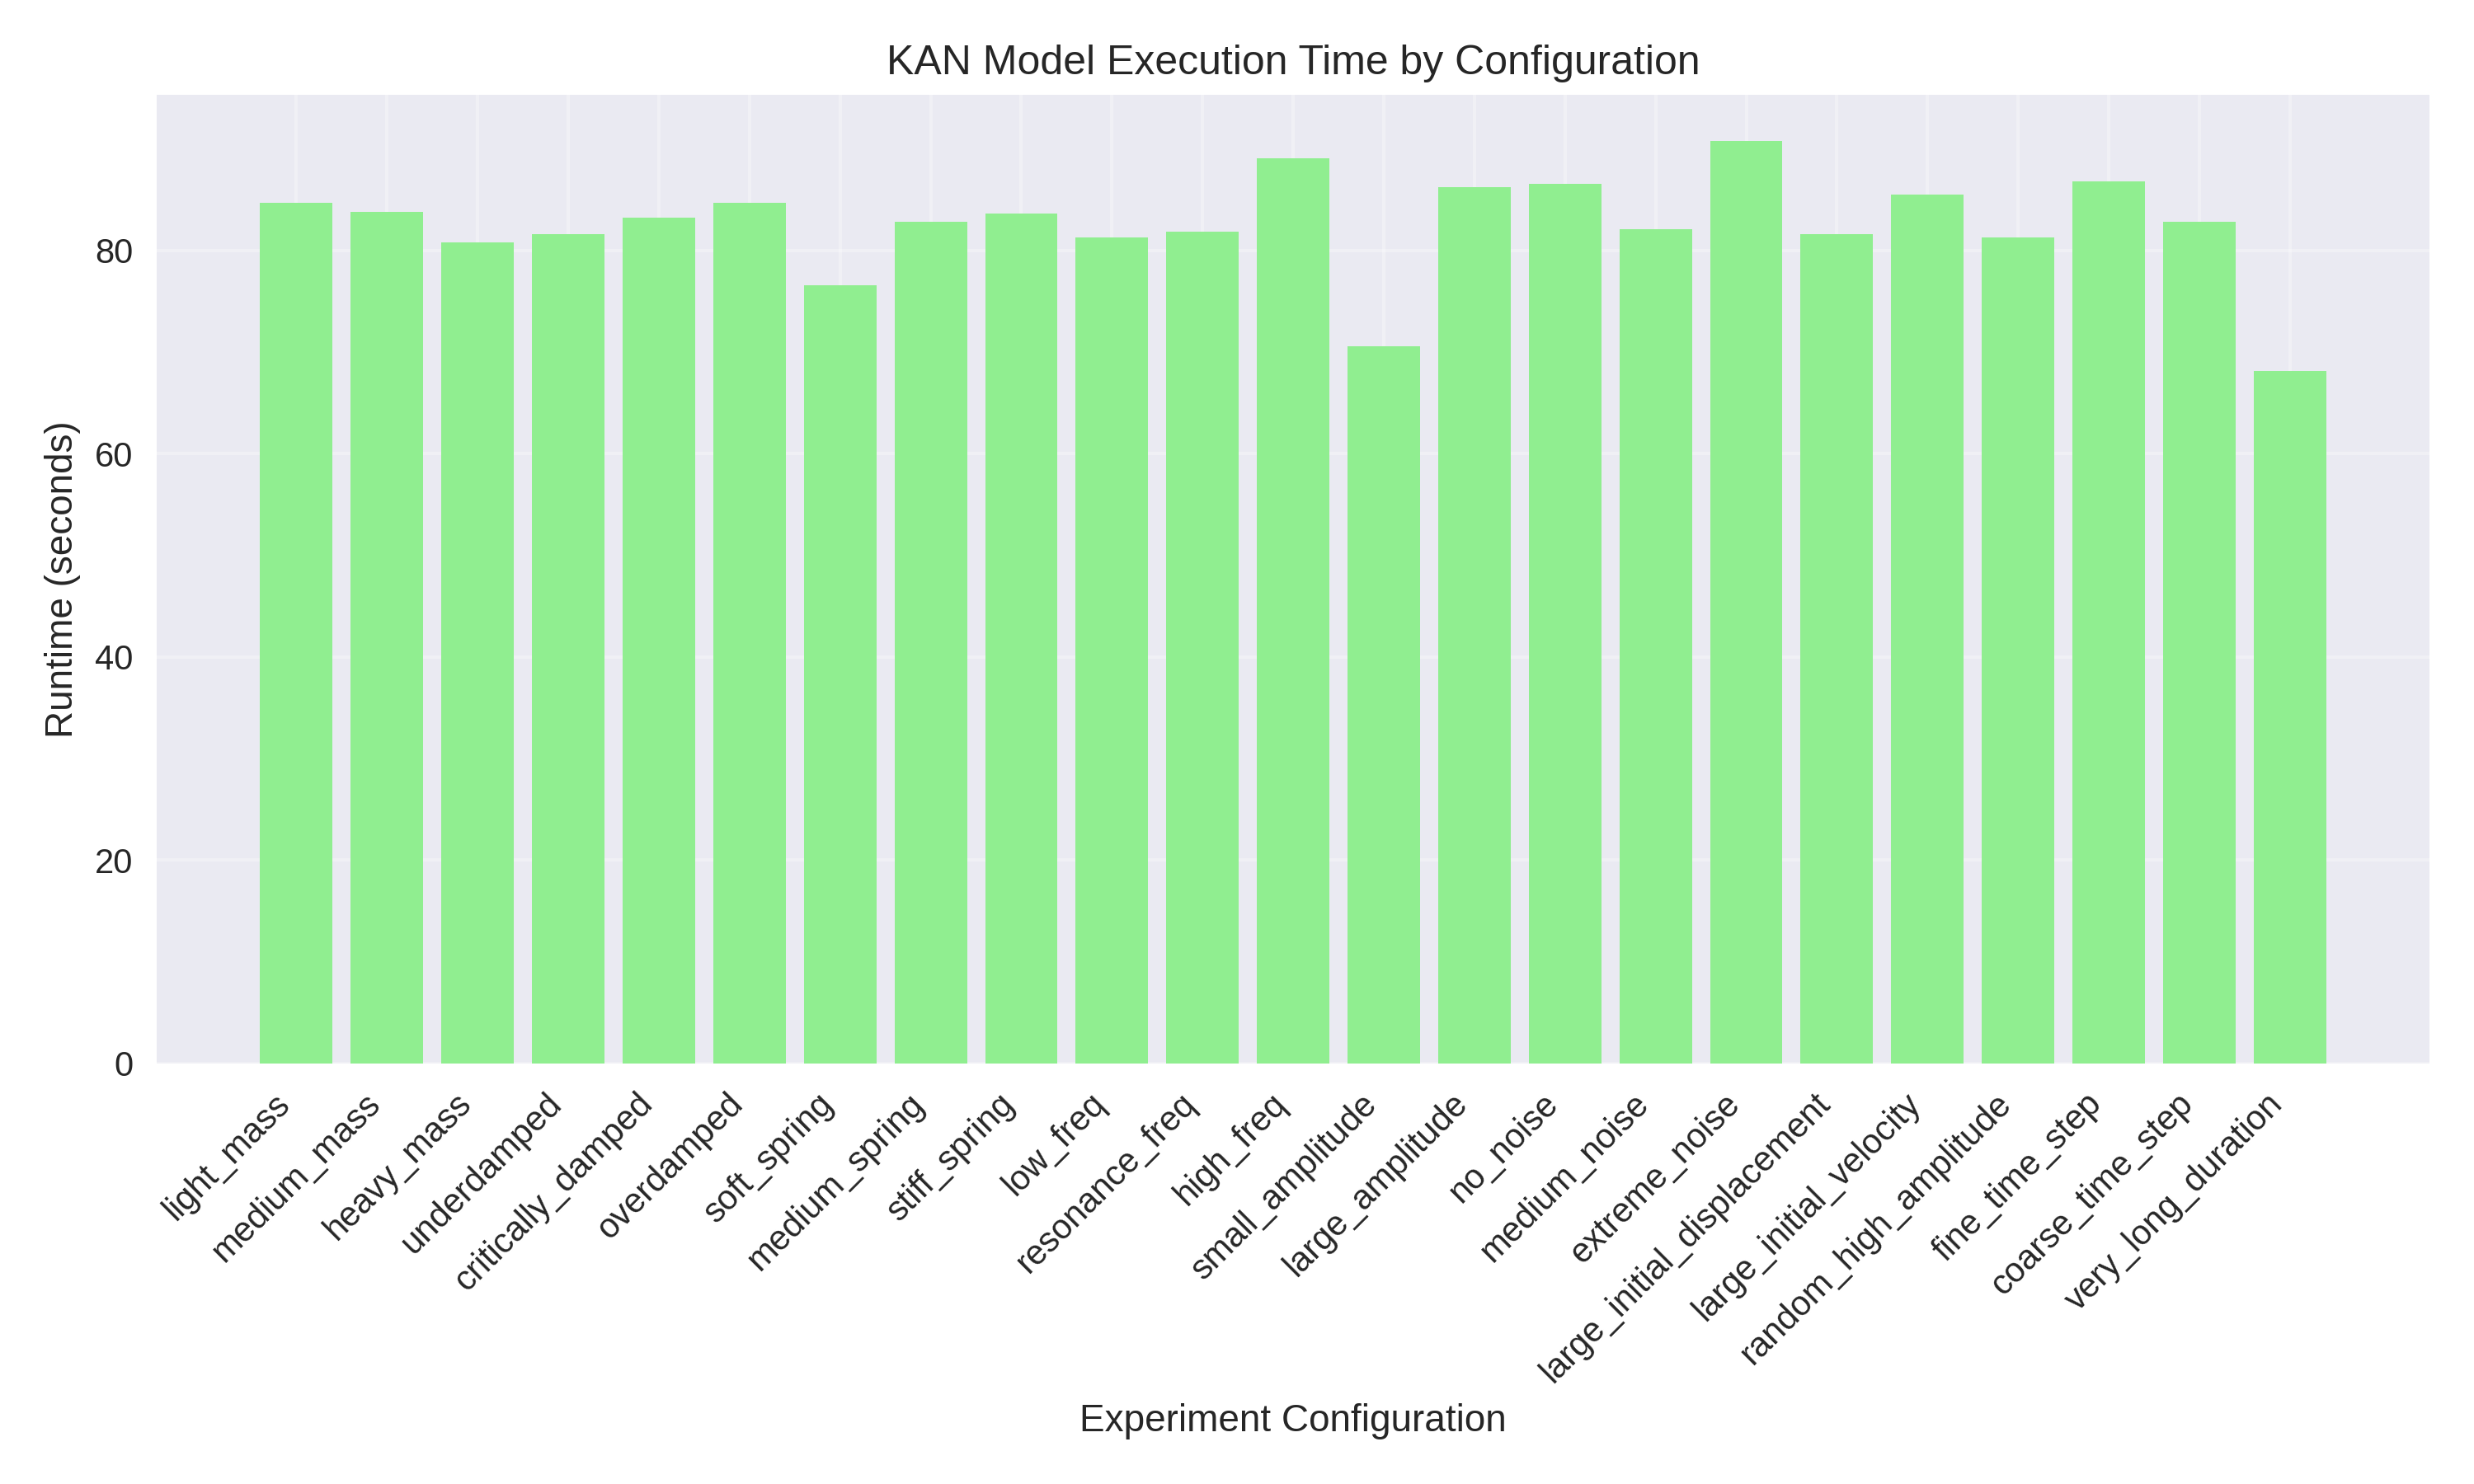 KAN Model Execution Time by Configuration
Runtime (seconds)
80
60
40
20
0
light_mass
medium_mass
heavy_mass
underdamped
critically_damped
overdamped
soft_spring
medium_spring
stiff_spring
low_freq
resonance_freq
high_freq
small_amplitude
large_amplitude
no_noise
medium_noise
extreme_noise
large_initial_displacement
large_initial_velocity
random_high_amplitude
fine_time_step
coarse_time_step
very_long_duration
Experiment Configuration